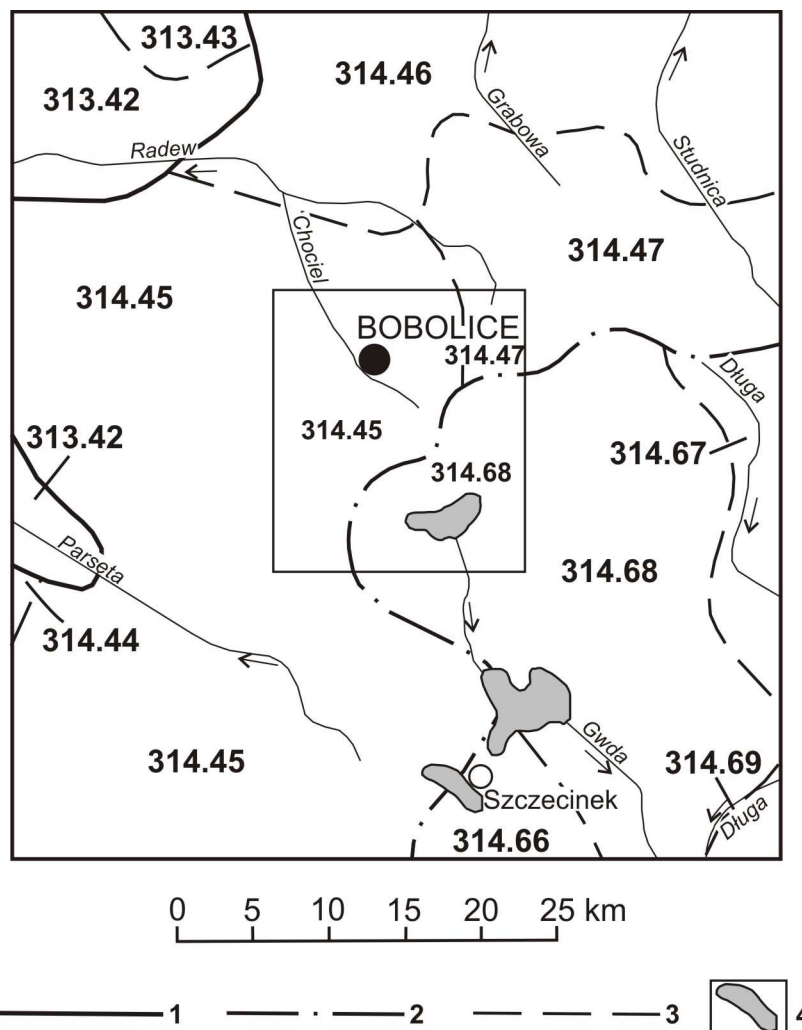 313.43
313.42
314.46
Radew
Grabowa
Studnica
314.45
Chociel
314.47
BOBOLICE
314.47
Długa
314.45
313.42
314.67
314.68
Parseta
314.68
314.44
314.45
Gwda
314.69
Szczecinek
Długa
314.66
0 5 10 15 20 25 km
1 2 3 4